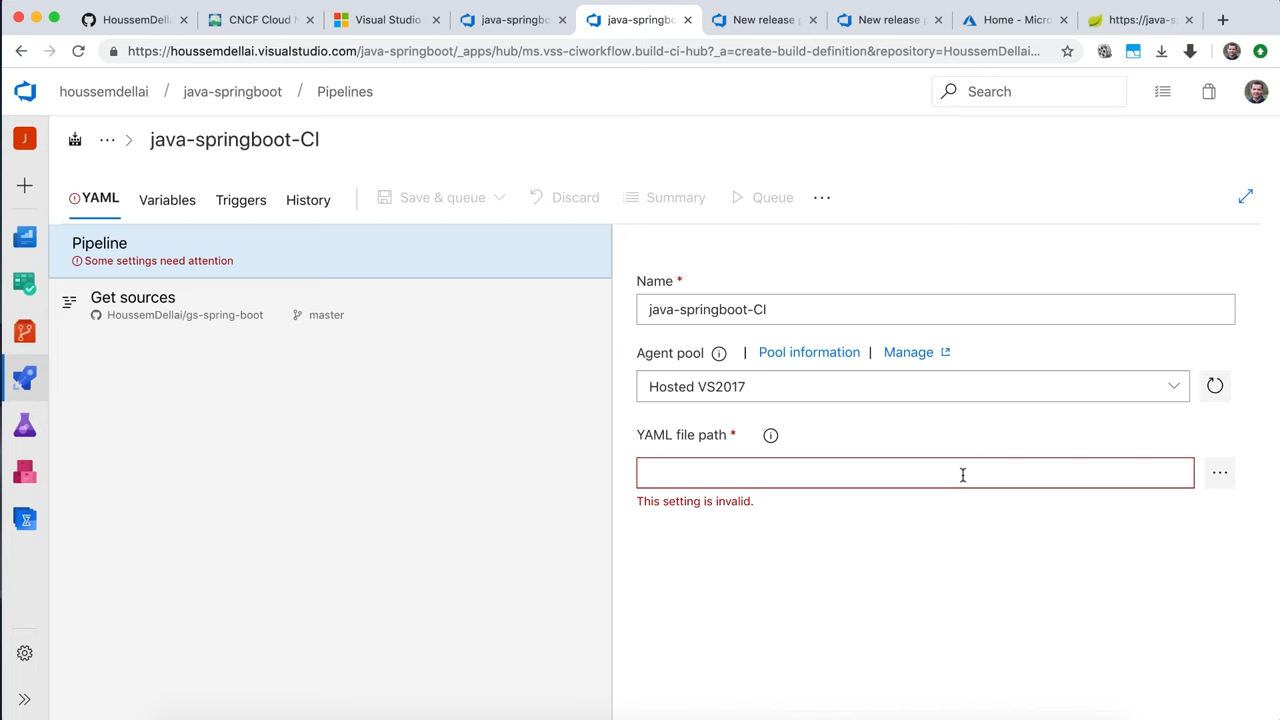 HoussemDell
CNCF Cloud
Visual Studio
java-springbo
java-springbo
New release p
New release p
Home - Micro
https://java-s
https://houssemdellai.visualstudio.com/java-springboot/_apps/hub/ms.vss-ciworkflow.build-ci-hub?_a=create-build-definition&repository=HoussemDellai...
houssemdellai / java-springboot / Pipelines
Search
J
... > java-springboot-CI
YAML Variables Triggers History Save & queue Discard Summary Queue ...
Pipeline
Some settings need attention
Get sources
HoussemDellai/gs-spring-boot master
Name *
java-springboot-CI
Agent pool | Pool information | Manage
Hosted VS2017
YAML file path *
...
This setting is invalid.